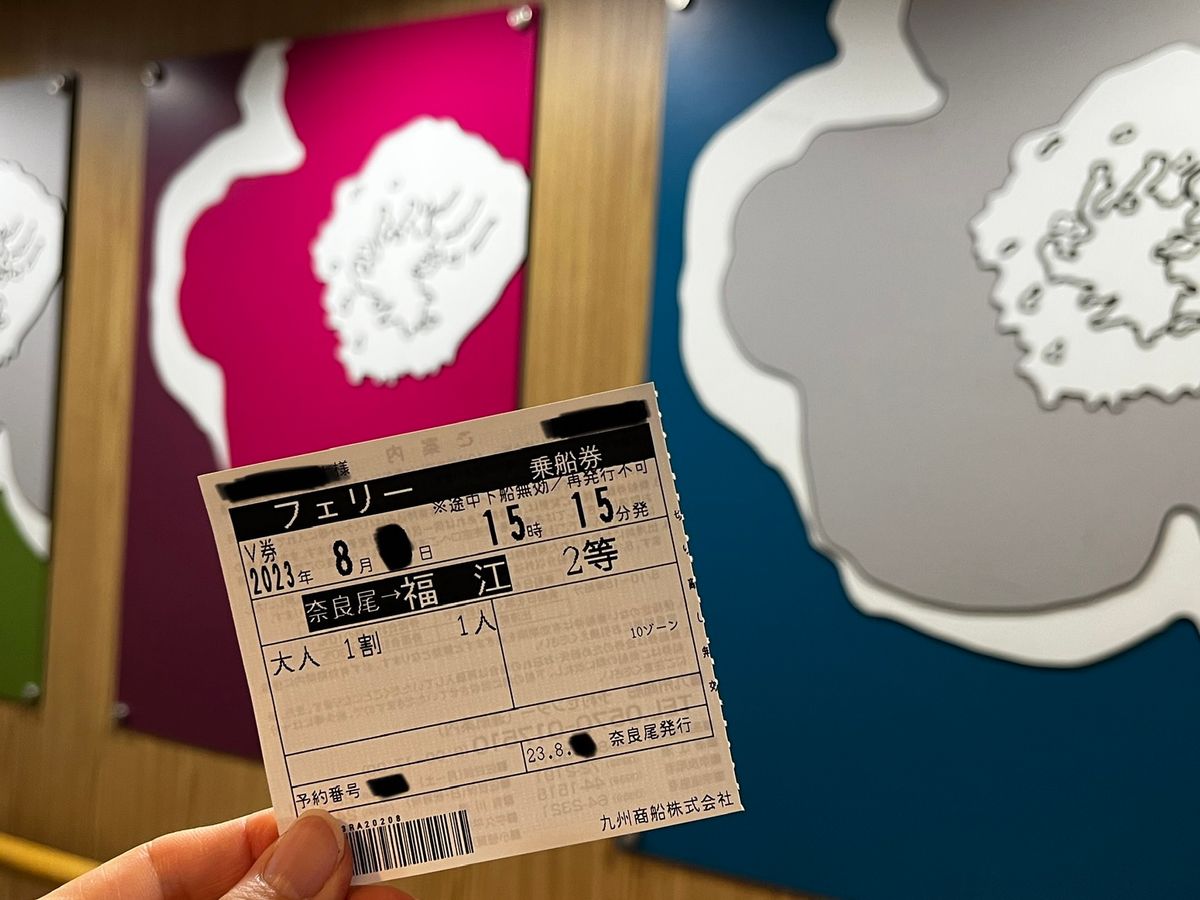 様
フェリー 乗船券
※途中下船無効/再発行不可
V券
2023年 8月 日 15時 15分発
奈良尾→福 江 2等
大人 1割 1人
10ゾーン
23.8. 奈良尾発行
予約番号
RA20208
九州商船株式会社